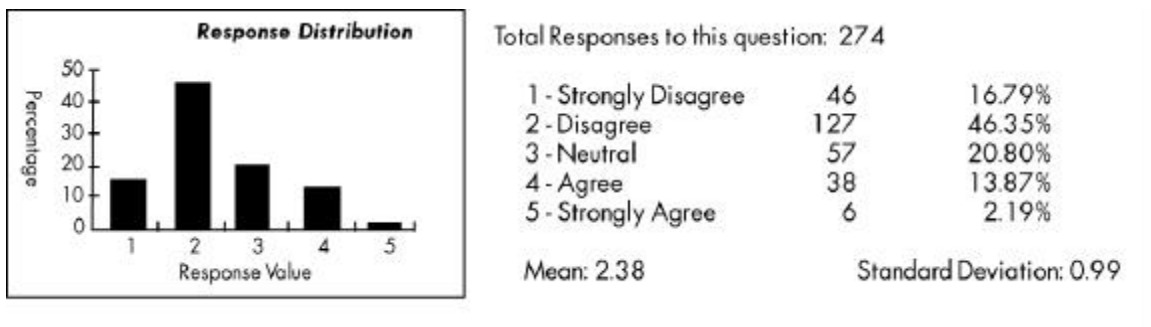 Response Distribution
Percentage
50
40
30
20
10
0
1 2 3 4 5
Response Value
Total Responses to this question: 274
1 - Strongly Disagree 46 16.79%
2 - Disagree 127 46.35%
3 - Neutral 57 20.80%
4 - Agree 38 13.87%
5 - Strongly Agree 6 2.19%
Mean: 2.38 Standard Deviation: 0.99